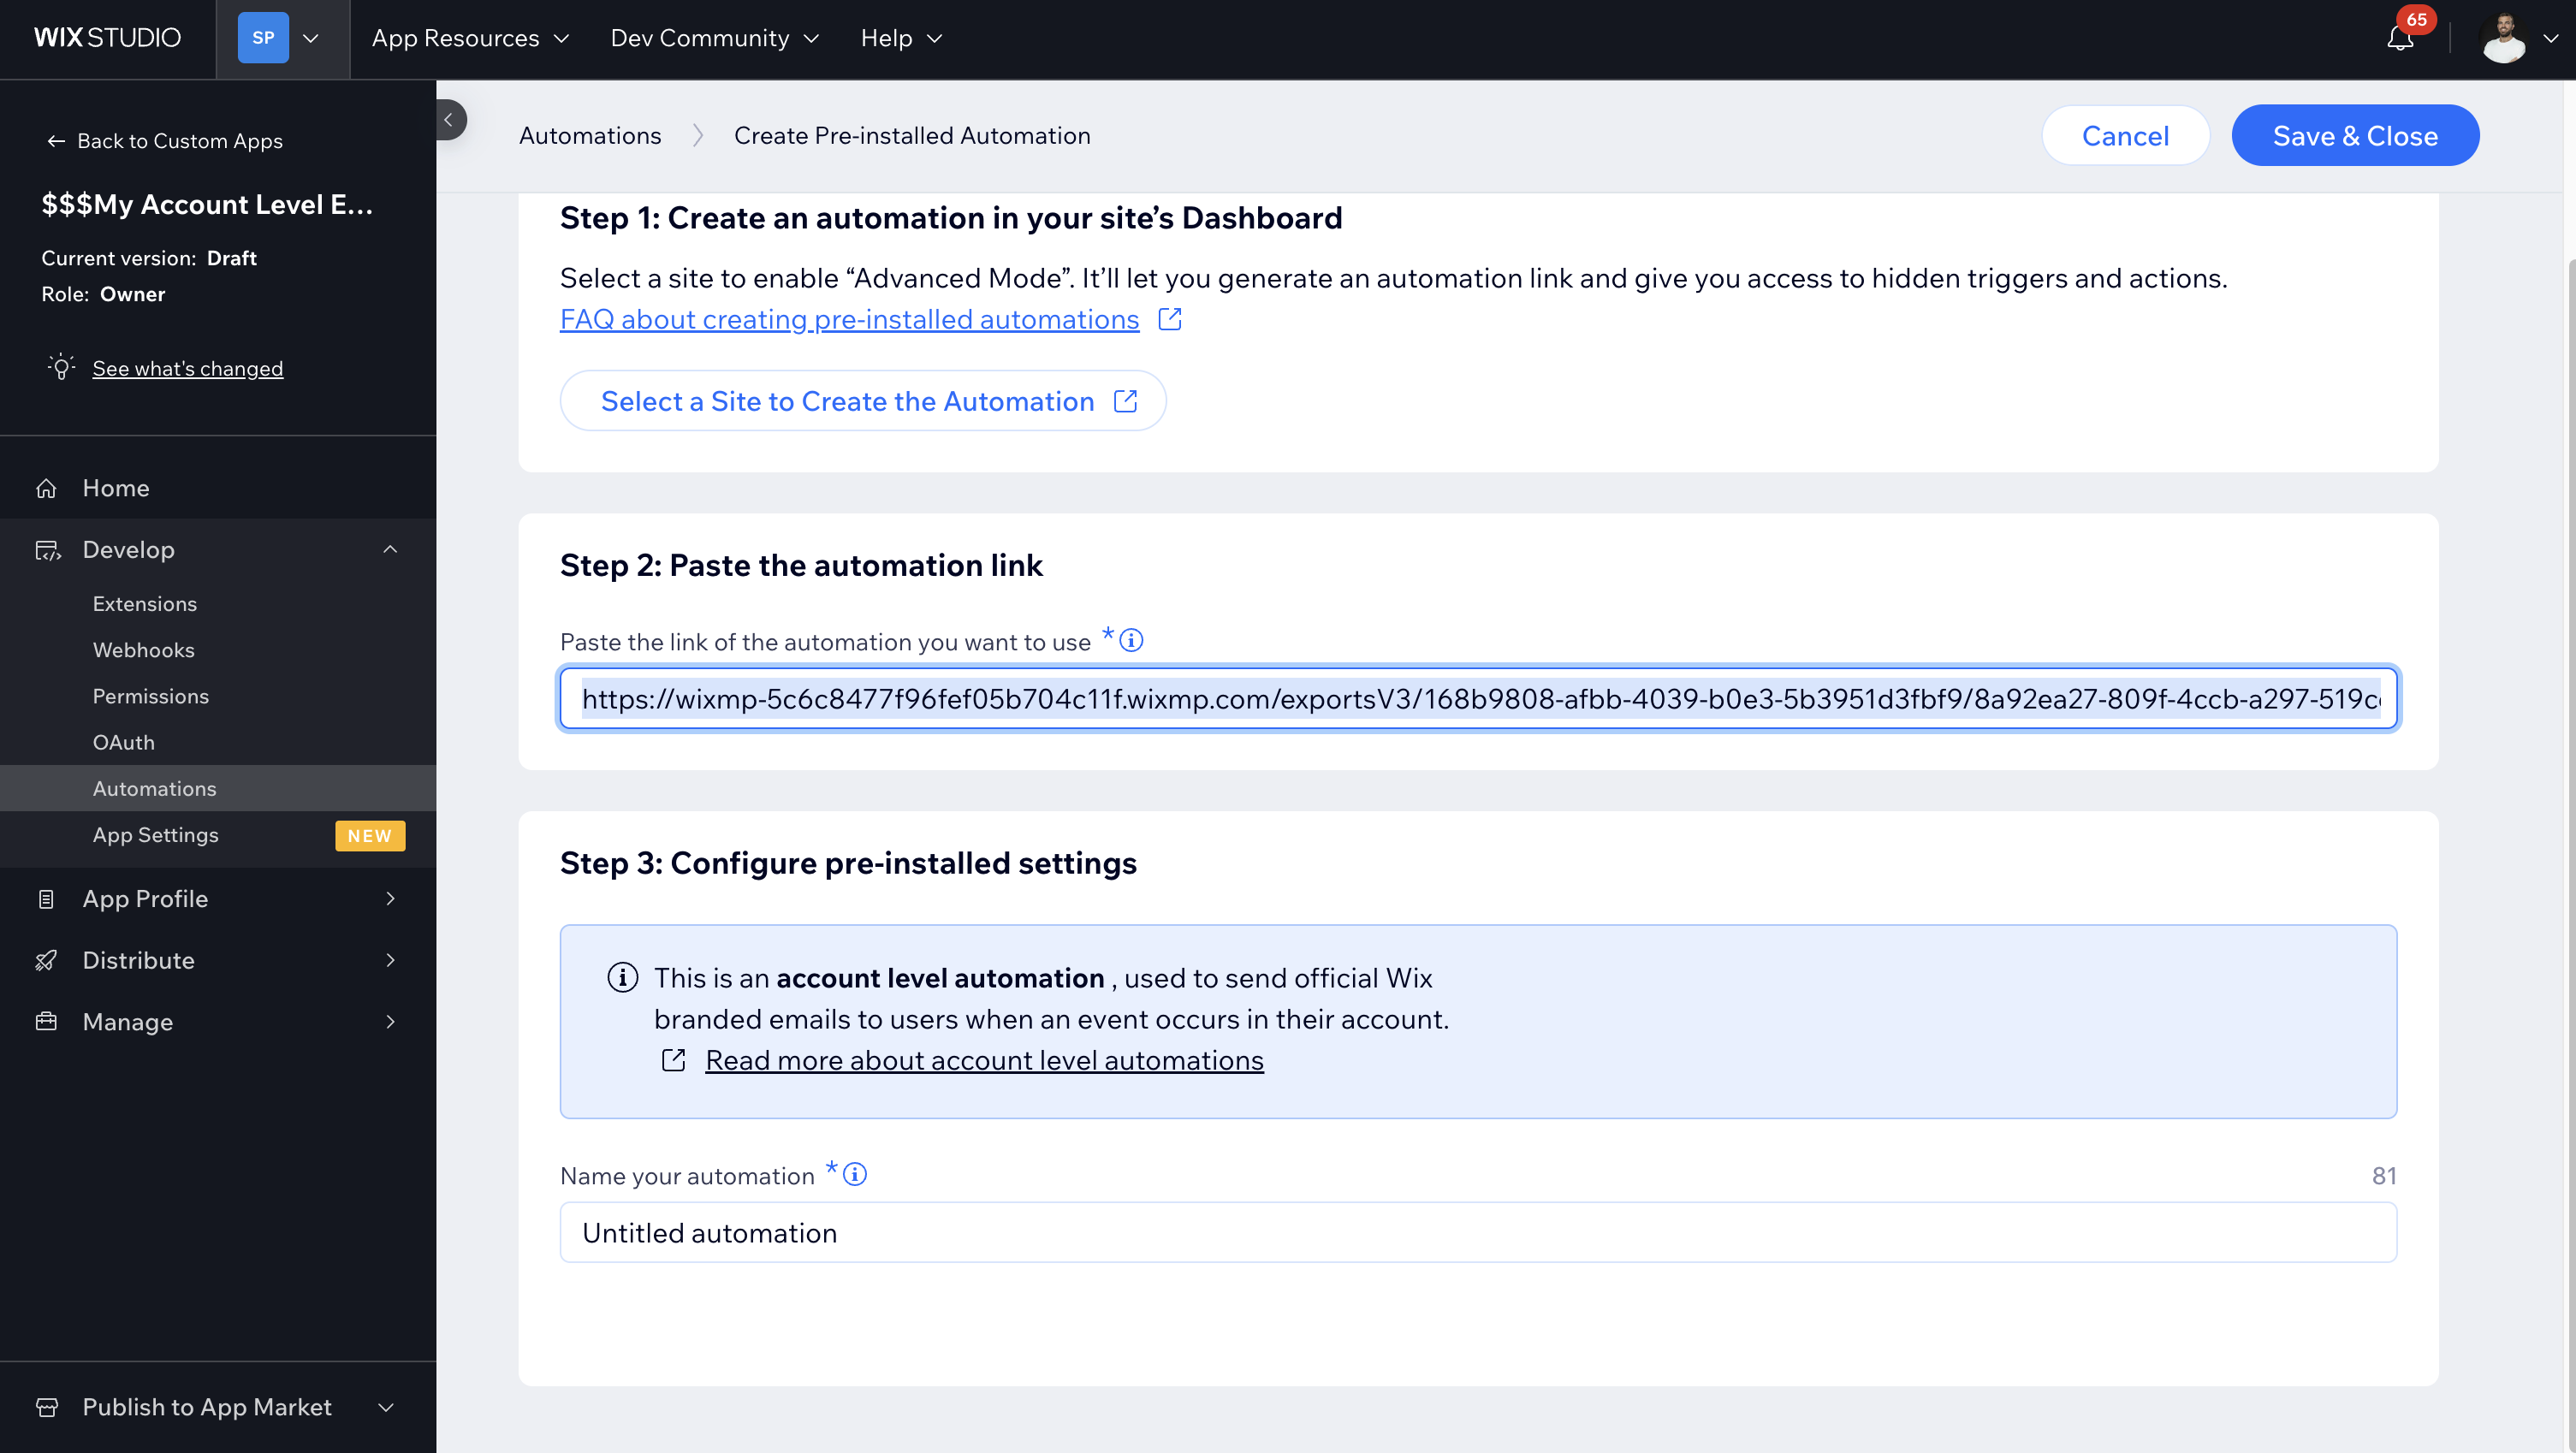 WIX STUDIO
SP
App Resources
Dev Community
Help
65
Back to Custom Apps
$$$My Account Level E...
Current version: Draft
Role: Owner
See what's changed
Home
Develop
Extensions
Webhooks
Permissions
OAuth
Automations
App Settings NEW
App Profile
Distribute
Manage
Publish to App Market
Automations
Create Pre-installed Automation
Cancel
Save & Close
Step 1: Create an automation in your site’s Dashboard
Select a site to enable “Advanced Mode”. It’ll let you generate an automation link and give you access to hidden triggers and actions.
FAQ about creating pre-installed automations
Select a Site to Create the Automation
Step 2: Paste the automation link
Paste the link of the automation you want to use *
https://wixmp-5c6c8477f96fef05b704c11f.wixmp.com/exportsV3/168b9808-afbb-4039-b0e3-5b3951d3fbf9/8a92ea27-809f-4ccb-a297-519c
Step 3: Configure pre-installed settings
This is an account level automation , used to send official Wix
branded emails to users when an event occurs in their account.
Read more about account level automations
Name your automation *
81
Untitled automation